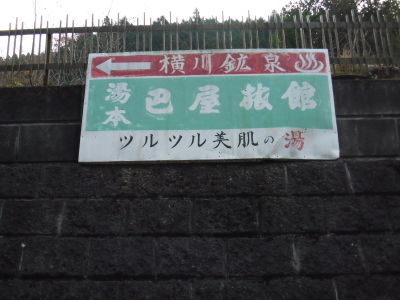 ← 横川鉱泉♨
湯本 巴屋旅館
ツルツル美肌の湯